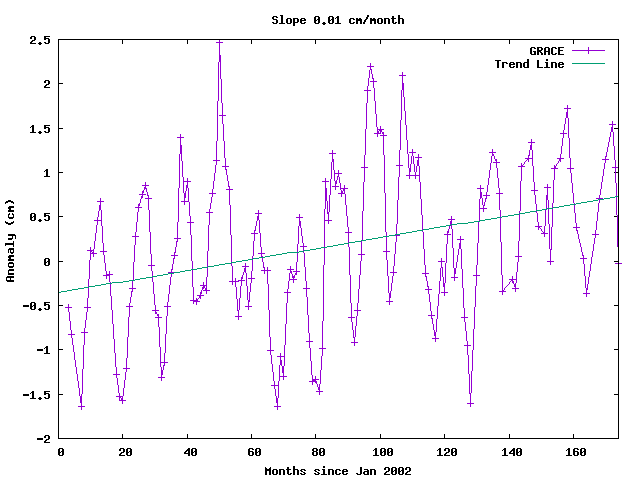 Slope 0.01 cm/month
GRACE
Trend Line
2.5
2
1.5
1
0.5
0
-0.5
-1
-1.5
-2
Anomaly (cm)
0 20 40 60 80 100 120 140 160
Months since Jan 2002